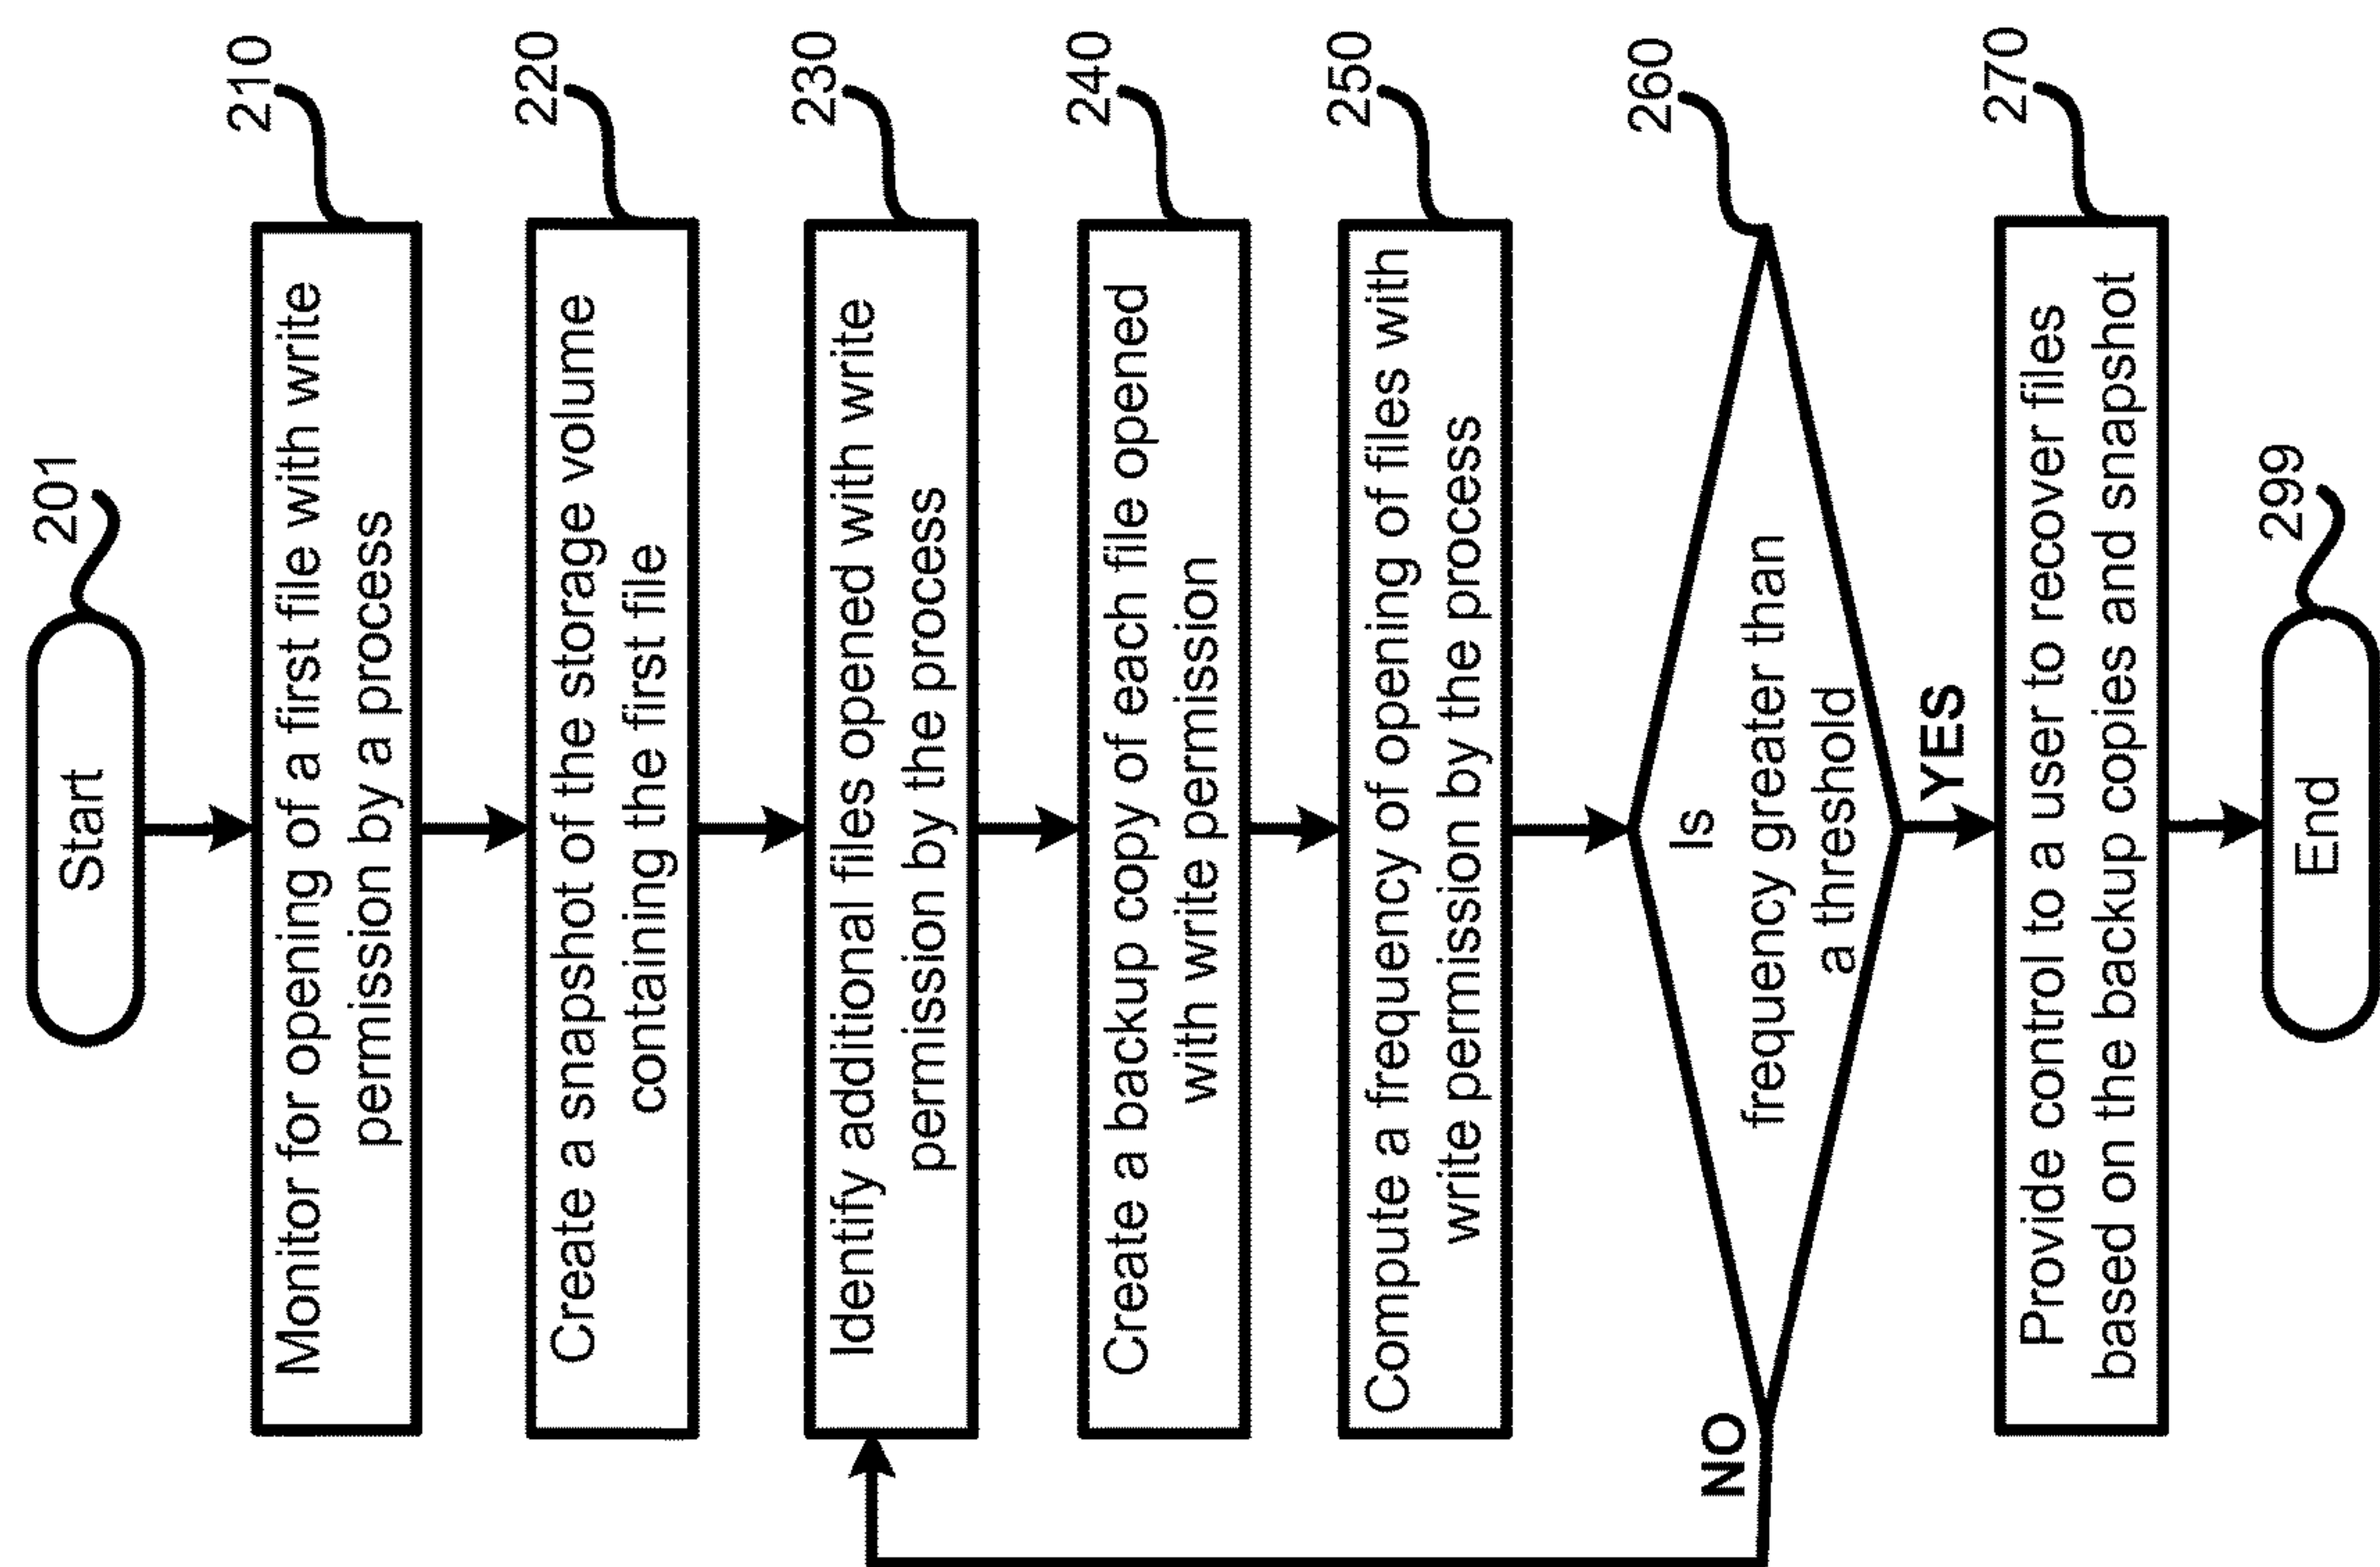 Start
201
Monitor for opening of a first file with write
permission by a process
210
Create a snapshot of the storage volume
containing the first file
220
Identify additional files opened with write
permission by the process
230
Create a backup copy of each file opened
with write permission
240
Compute a frequency of opening of files with
write permission by the process
250
Is
frequency greater than
a threshold
260
NO
YES
Provide control to a user to recover files
based on the backup copies and snapshot
270
End
299